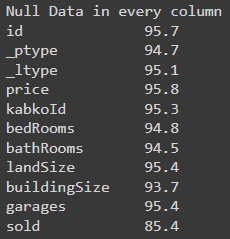 Null Data in every column
id 95.7
_ptype 94.7
_ltype 95.1
price 95.8
kabkoId 95.3
bedRooms 94.8
bathRooms 94.5
landSize 95.4
buildingSize 93.7
garages 95.4
sold 85.4